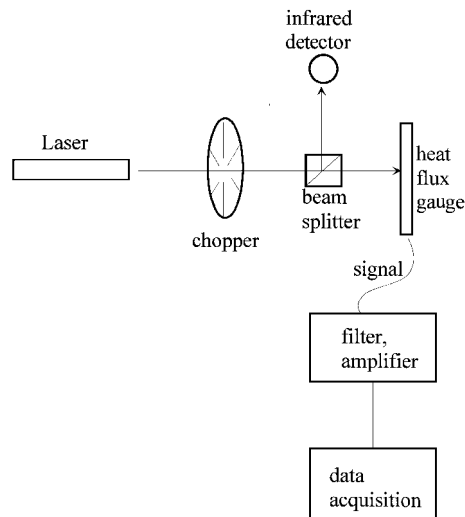 infrared
detector
Laser
heat
flux
gauge
beam
splitter
chopper
signal
filter,
amplifier
data
acquisition